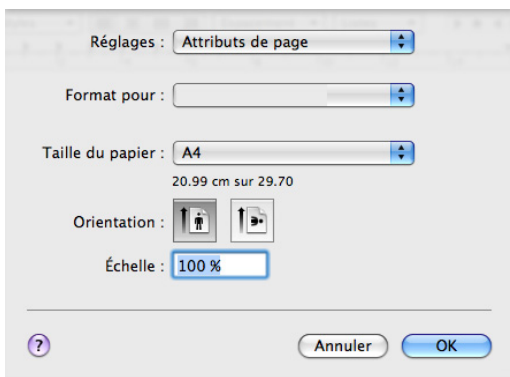 Réglages : Attributs de page
Format pour :
Taille du papier : A4
20.99 cm sur 29.70
Orientation :
Échelle : 100 %
? Annuler OK